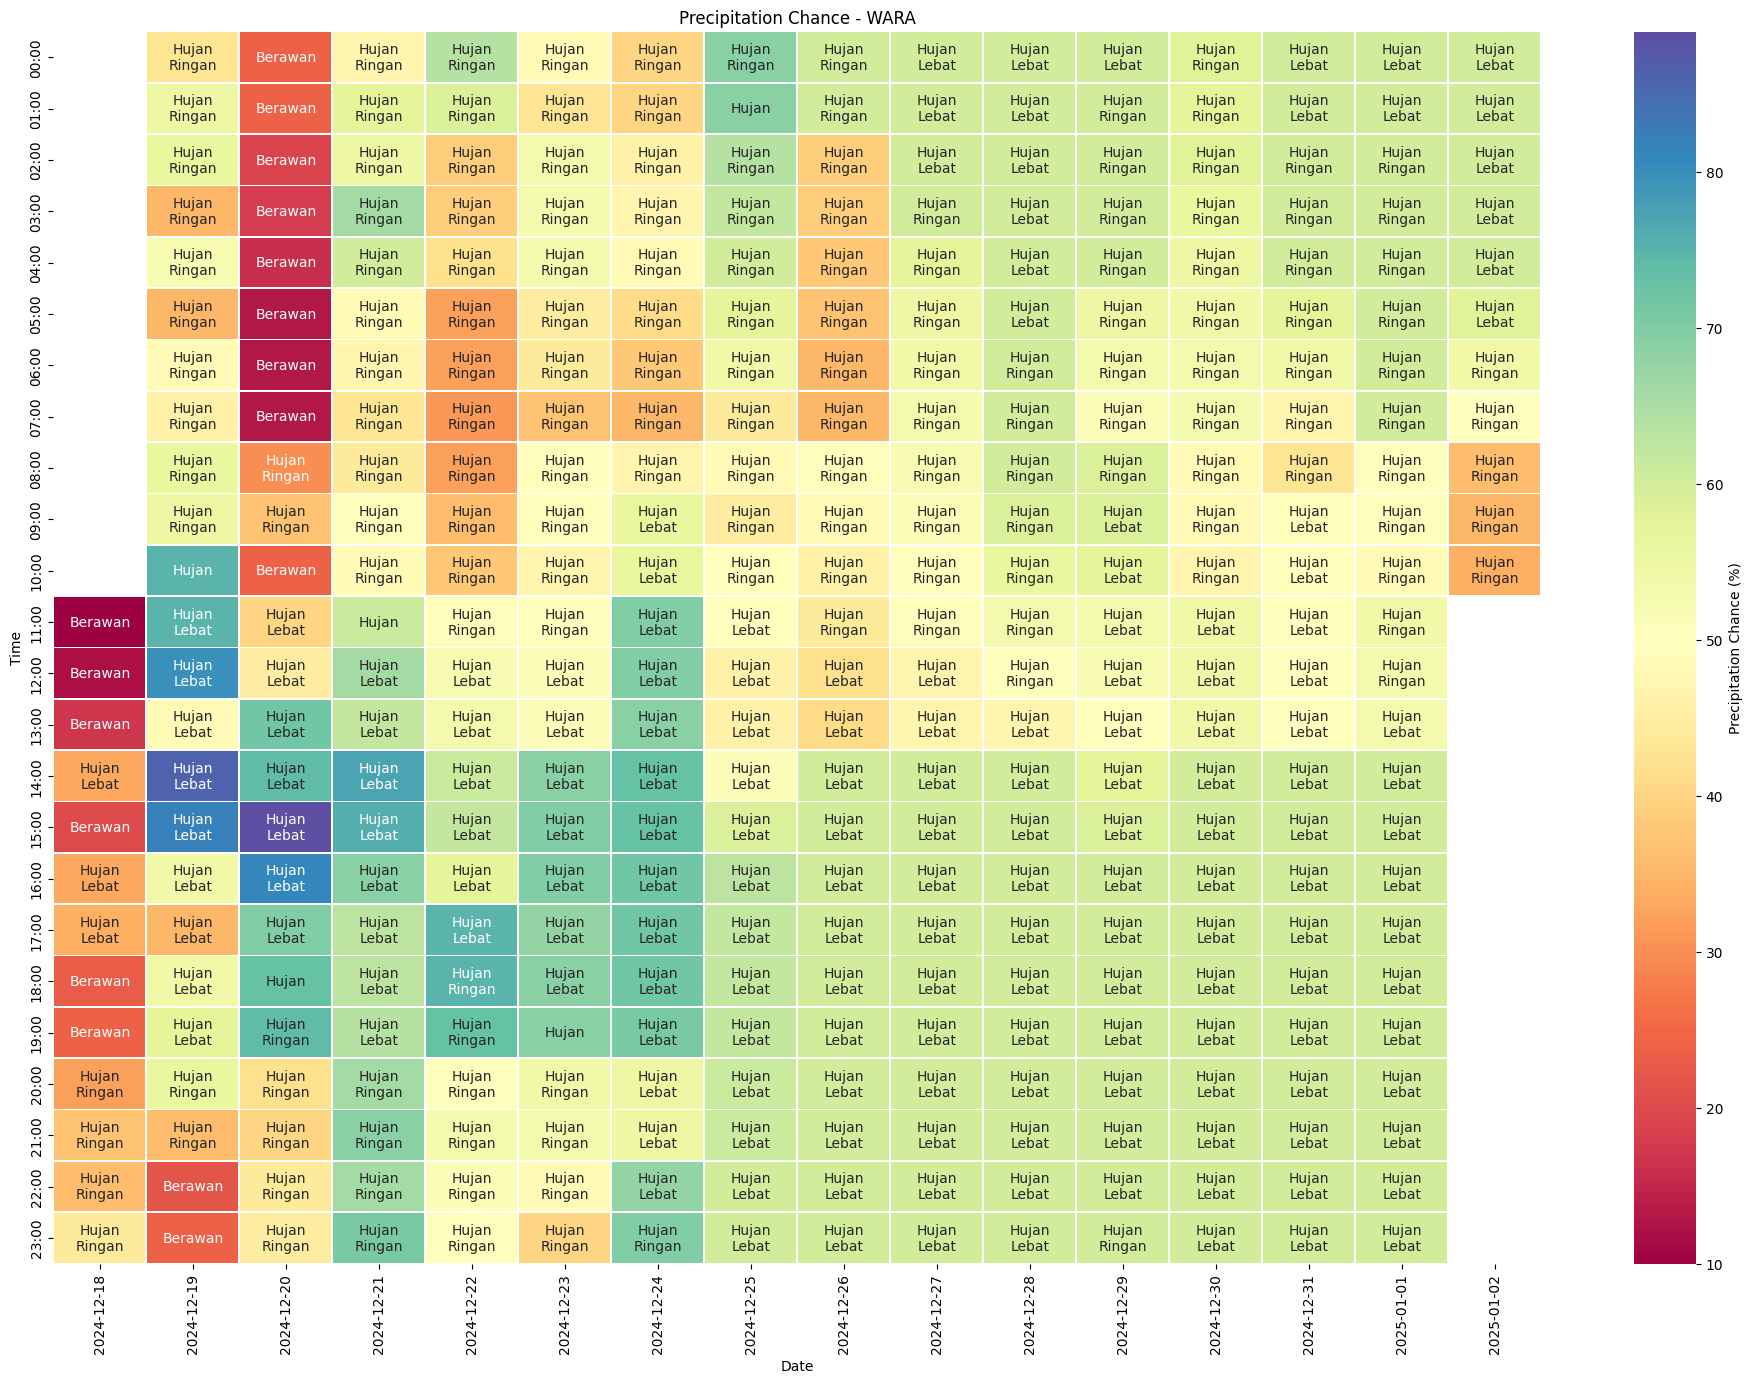 Precipitation Chance - WARA
00:00 Hujan Ringan Berawan Hujan Ringan Hujan Ringan Hujan Ringan Hujan Ringan Hujan Ringan Hujan Ringan Hujan Lebat Hujan Lebat Hujan Lebat Hujan Ringan Hujan Lebat Hujan Lebat Hujan Lebat
01:00 Hujan Ringan Berawan Hujan Ringan Hujan Ringan Hujan Ringan Hujan Ringan Hujan Hujan Ringan Hujan Lebat Hujan Lebat Hujan Ringan Hujan Ringan Hujan Lebat Hujan Lebat Hujan Lebat
02:00 Hujan Ringan Berawan Hujan Ringan Hujan Ringan Hujan Ringan Hujan Ringan Hujan Ringan Hujan Ringan Hujan Lebat Hujan Lebat Hujan Ringan Hujan Ringan Hujan Ringan Hujan Ringan Hujan Lebat
03:00 Hujan Ringan Berawan Hujan Ringan Hujan Ringan Hujan Ringan Hujan Ringan Hujan Ringan Hujan Ringan Hujan Ringan Hujan Lebat Hujan Ringan Hujan Ringan Hujan Ringan Hujan Ringan Hujan Lebat
04:00 Hujan Ringan Berawan Hujan Ringan Hujan Ringan Hujan Ringan Hujan Ringan Hujan Ringan Hujan Ringan Hujan Ringan Hujan Lebat Hujan Ringan Hujan Ringan Hujan Ringan Hujan Ringan Hujan Lebat
05:00 Hujan Ringan Berawan Hujan Ringan Hujan Ringan Hujan Ringan Hujan Ringan Hujan Ringan Hujan Ringan Hujan Ringan Hujan Lebat Hujan Ringan Hujan Ringan Hujan Ringan Hujan Ringan Hujan Lebat
06:00 Hujan Ringan Berawan Hujan Ringan Hujan Ringan Hujan Ringan Hujan Ringan Hujan Ringan Hujan Ringan Hujan Ringan Hujan Ringan Hujan Ringan Hujan Ringan Hujan Ringan Hujan Ringan Hujan Ringan
07:00 Hujan Ringan Berawan Hujan Ringan Hujan Ringan Hujan Ringan Hujan Ringan Hujan Ringan Hujan Ringan Hujan Ringan Hujan Ringan Hujan Ringan Hujan Ringan Hujan Ringan Hujan Ringan Hujan Ringan
08:00 Hujan Ringan Hujan Ringan Hujan Ringan Hujan Ringan Hujan Ringan Hujan Ringan Hujan Ringan Hujan Ringan Hujan Ringan Hujan Ringan Hujan Ringan Hujan Ringan Hujan Ringan Hujan Ringan Hujan Ringan
09:00 Hujan Ringan Hujan Ringan Hujan Ringan Hujan Ringan Hujan Ringan Hujan Lebat Hujan Ringan Hujan Ringan Hujan Ringan Hujan Ringan Hujan Lebat Hujan Ringan Hujan Lebat Hujan Ringan Hujan Ringan
10:00 Hujan Berawan Hujan Ringan Hujan Ringan Hujan Ringan Hujan Lebat Hujan Ringan Hujan Ringan Hujan Ringan Hujan Ringan Hujan Lebat Hujan Ringan Hujan Lebat Hujan Ringan Hujan Ringan
11:00 Berawan Hujan Lebat Hujan Lebat Hujan Hujan Ringan Hujan Ringan Hujan Lebat Hujan Lebat Hujan Ringan Hujan Ringan Hujan Ringan Hujan Lebat Hujan Lebat Hujan Lebat Hujan Ringan
12:00 Berawan Hujan Lebat Hujan Lebat Hujan Lebat Hujan Lebat Hujan Lebat Hujan Lebat Hujan Lebat Hujan Lebat Hujan Lebat Hujan Ringan Hujan Lebat Hujan Lebat Hujan Lebat Hujan Ringan
13:00 Berawan Hujan Lebat Hujan Lebat Hujan Lebat Hujan Lebat Hujan Lebat Hujan Lebat Hujan Lebat Hujan Lebat Hujan Lebat Hujan Lebat Hujan Lebat Hujan Lebat Hujan Lebat Hujan Lebat
14:00 Hujan Lebat Hujan Lebat Hujan Lebat Hujan Lebat Hujan Lebat Hujan Lebat Hujan Lebat Hujan Lebat Hujan Lebat Hujan Lebat Hujan Lebat Hujan Lebat Hujan Lebat Hujan Lebat Hujan Lebat
15:00 Berawan Hujan Lebat Hujan Lebat Hujan Lebat Hujan Lebat Hujan Lebat Hujan Lebat Hujan Lebat Hujan Lebat Hujan Lebat Hujan Lebat Hujan Lebat Hujan Lebat Hujan Lebat Hujan Lebat
16:00 Hujan Lebat Hujan Lebat Hujan Lebat Hujan Lebat Hujan Lebat Hujan Lebat Hujan Lebat Hujan Lebat Hujan Lebat Hujan Lebat Hujan Lebat Hujan Lebat Hujan Lebat Hujan Lebat Hujan Lebat
17:00 Hujan Lebat Hujan Lebat Hujan Lebat Hujan Lebat Hujan Lebat Hujan Lebat Hujan Lebat Hujan Lebat Hujan Lebat Hujan Lebat Hujan Lebat Hujan Lebat Hujan Lebat Hujan Lebat Hujan Lebat
18:00 Berawan Hujan Lebat Hujan Hujan Lebat Hujan Ringan Hujan Lebat Hujan Lebat Hujan Lebat Hujan Lebat Hujan Lebat Hujan Lebat Hujan Lebat Hujan Lebat Hujan Lebat Hujan Lebat
19:00 Berawan Hujan Lebat Hujan Ringan Hujan Lebat Hujan Ringan Hujan Hujan Lebat Hujan Lebat Hujan Lebat Hujan Lebat Hujan Lebat Hujan Lebat Hujan Lebat Hujan Lebat Hujan Lebat
20:00 Hujan Ringan Hujan Ringan Hujan Ringan Hujan Ringan Hujan Ringan Hujan Ringan Hujan Lebat Hujan Lebat Hujan Lebat Hujan Lebat Hujan Lebat Hujan Lebat Hujan Lebat Hujan Lebat Hujan Lebat
21:00 Hujan Ringan Hujan Ringan Hujan Ringan Hujan Ringan Hujan Ringan Hujan Ringan Hujan Lebat Hujan Lebat Hujan Lebat Hujan Lebat Hujan Lebat Hujan Lebat Hujan Lebat Hujan Lebat Hujan Lebat
22:00 Hujan Ringan Berawan Hujan Ringan Hujan Ringan Hujan Ringan Hujan Ringan Hujan Lebat Hujan Lebat Hujan Lebat Hujan Lebat Hujan Lebat Hujan Lebat Hujan Lebat Hujan Lebat Hujan Lebat
23:00 Hujan Ringan Berawan Hujan Ringan Hujan Ringan Hujan Ringan Hujan Ringan Hujan Ringan Hujan Lebat Hujan Lebat Hujan Lebat Hujan Lebat Hujan Ringan Hujan Lebat Hujan Lebat Hujan Lebat
Time
2024-12-18 2024-12-19 2024-12-20 2024-12-21 2024-12-22 2024-12-23 2024-12-24 2024-12-25 2024-12-26 2024-12-27 2024-12-28 2024-12-29 2024-12-30 2024-12-31 2025-01-01 2025-01-02
Date
80
70
60
50
40
30
20
10
Precipitation Chance (%)